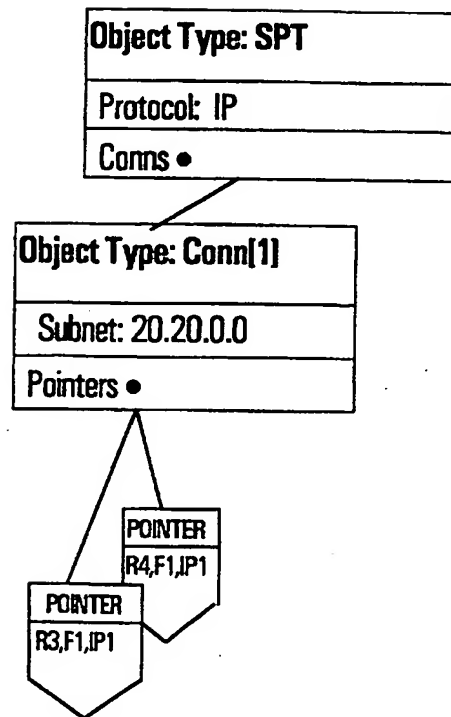 Object Type: SPT
Protocol: IP
Conns
Object Type: Conn[1]
Subnet: 20.20.0.0
Pointers
POINTER
R4,F1,IP1
POINTER
R3,F1,IP1